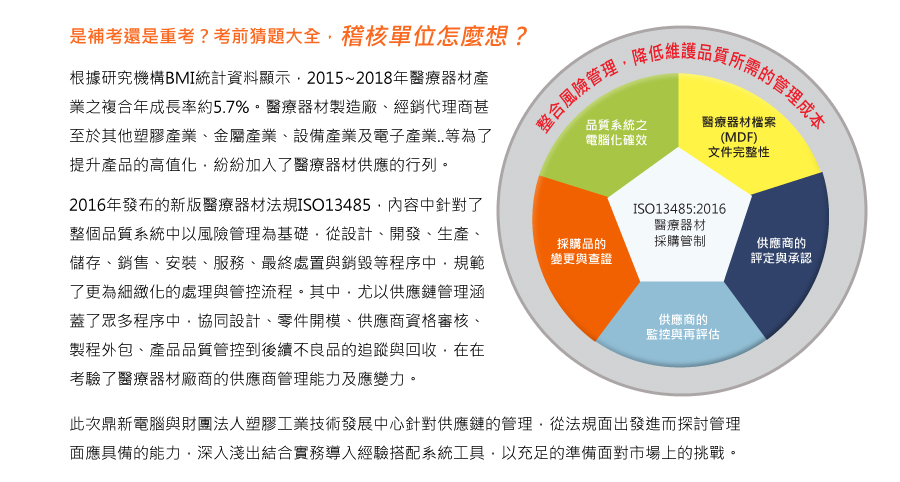 是補考還是重考？考前猜題大全，稽核單位怎麼想？
根據研究機構BMI統計資料顯示，2015~2018年醫療器材產
業之複合年成長率約5.7%。醫療器材製造廠、經銷代理商甚
至於其他塑膠產業、金屬產業、設備產業及電子產業..等為了
提升產品的高值化，紛紛加入了醫療器材供應的行列。
2016年發布的新版醫療器材法規ISO13485，內容中針對了
整個品質系統中以風險管理為基礎，從設計、開發、生產、
儲存、銷售、安裝、服務、最終處置與銷毀等程序中，規範
了更為細緻化的處理與管控流程。其中，尤以供應鏈管理涵
蓋了眾多程序中，協同設計、零件開模、供應商資格審核、
製程外包、產品品質管控到後續不良品的追蹤與回收，在在
考驗了醫療器材廠商的供應商管理能力及應變力。
此次鼎新電腦與財團法人塑膠工業技術發展中心針對供應鏈的管理，從法規面出發進而探討管理
面應具備的能力，深入淺出結合實務導入經驗搭配系統工具，以充足的準備面對市場上的挑戰。
整合風險管理，降低維護品質所需的管理成本
品質系統之
電腦化確效
醫療器材檔案
(MDF)
文件完整性
供應商的
評定與承認
供應商的
監控與再評估
採購品的
變更與查證
ISO13485:2016
醫療器材
採購管制